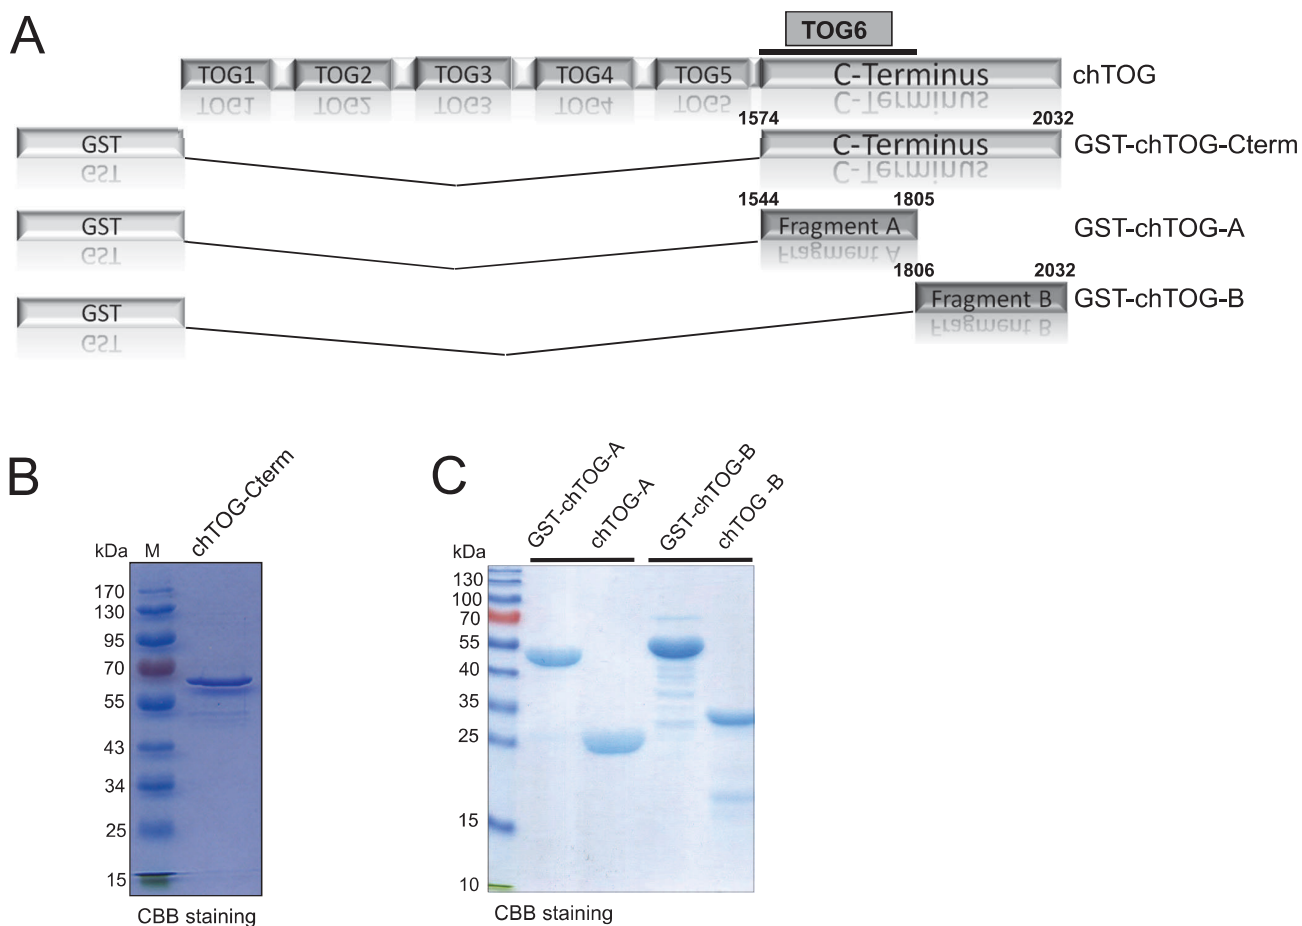 A
TOG6
TOG1 TOG2 TOG3 TOG4 TOG5 C-Terminus chTOG
1574 2032
GST C-Terminus GST-chTOG-Cterm
1544 1805
GST Fragment A GST-chTOG-A
1806 2032
GST Fragment B GST-chTOG-B
B
kDa M chTOG-Cterm
170
130
95
70
55
43
34
25
15
CBB staining
C
kDa GST-chTOG-A chTOG-A GST-chTOG-B chTOG-B
130
100
70
55
40
35
25
15
10
CBB staining